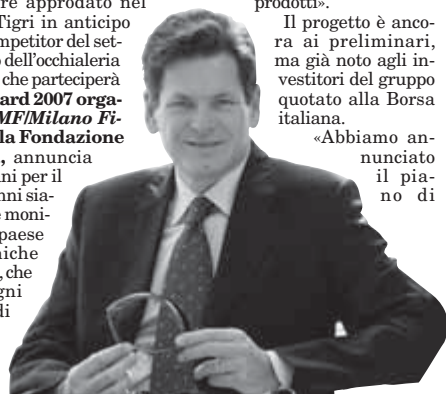 re approdato nel
Tigri in anticipo
mpetitor del set-
o dell'occhialeria
che parteciperà
ard 2007 orga-
MF/Milano Fi-
la Fondazione
, annuncia
ni per il
nni sia-
e moni-
paese
niche
, che
gni
di
prodotti».
Il progetto è anco-
ra ai preliminari,
ma già noto agli in-
vestitori del gruppo
quotato alla Borsa
italiana.
«Abbiamo an-
nunciato
il pia-
no di